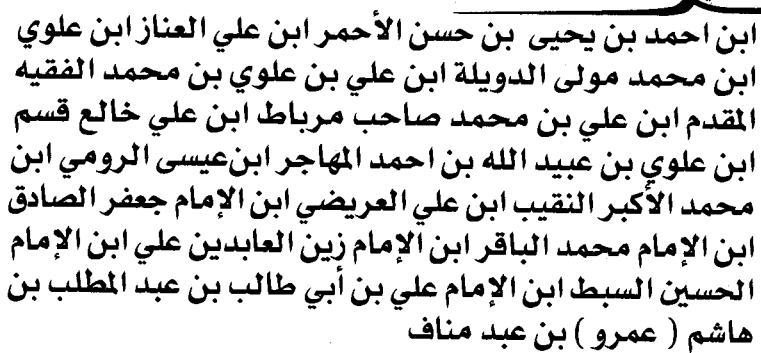 ابن احمد بن يحيى بن حسن الأحمر ابن علي العناز ابن علوي
ابن محمد مولى الدويلة ابن علي بن علوي بن محمد الفقيه
المقدم ابن علي بن محمد صاحب مرباط ابن علي خالع قسم
ابن علوي بن عبيد الله بن احمد المهاجر ابن عيسى الرومي ابن
محمد الأكبر النقيب ابن علي العريضي ابن الإمام جعفر الصادق
ابن الإمام محمد الباقر ابن الإمام زين العابدين علي ابن الإمام
الحسين السبط ابن الإمام علي بن أبي طالب بن عبد المطلب بن
هاشم ( عمرو ) بن عبد مناف